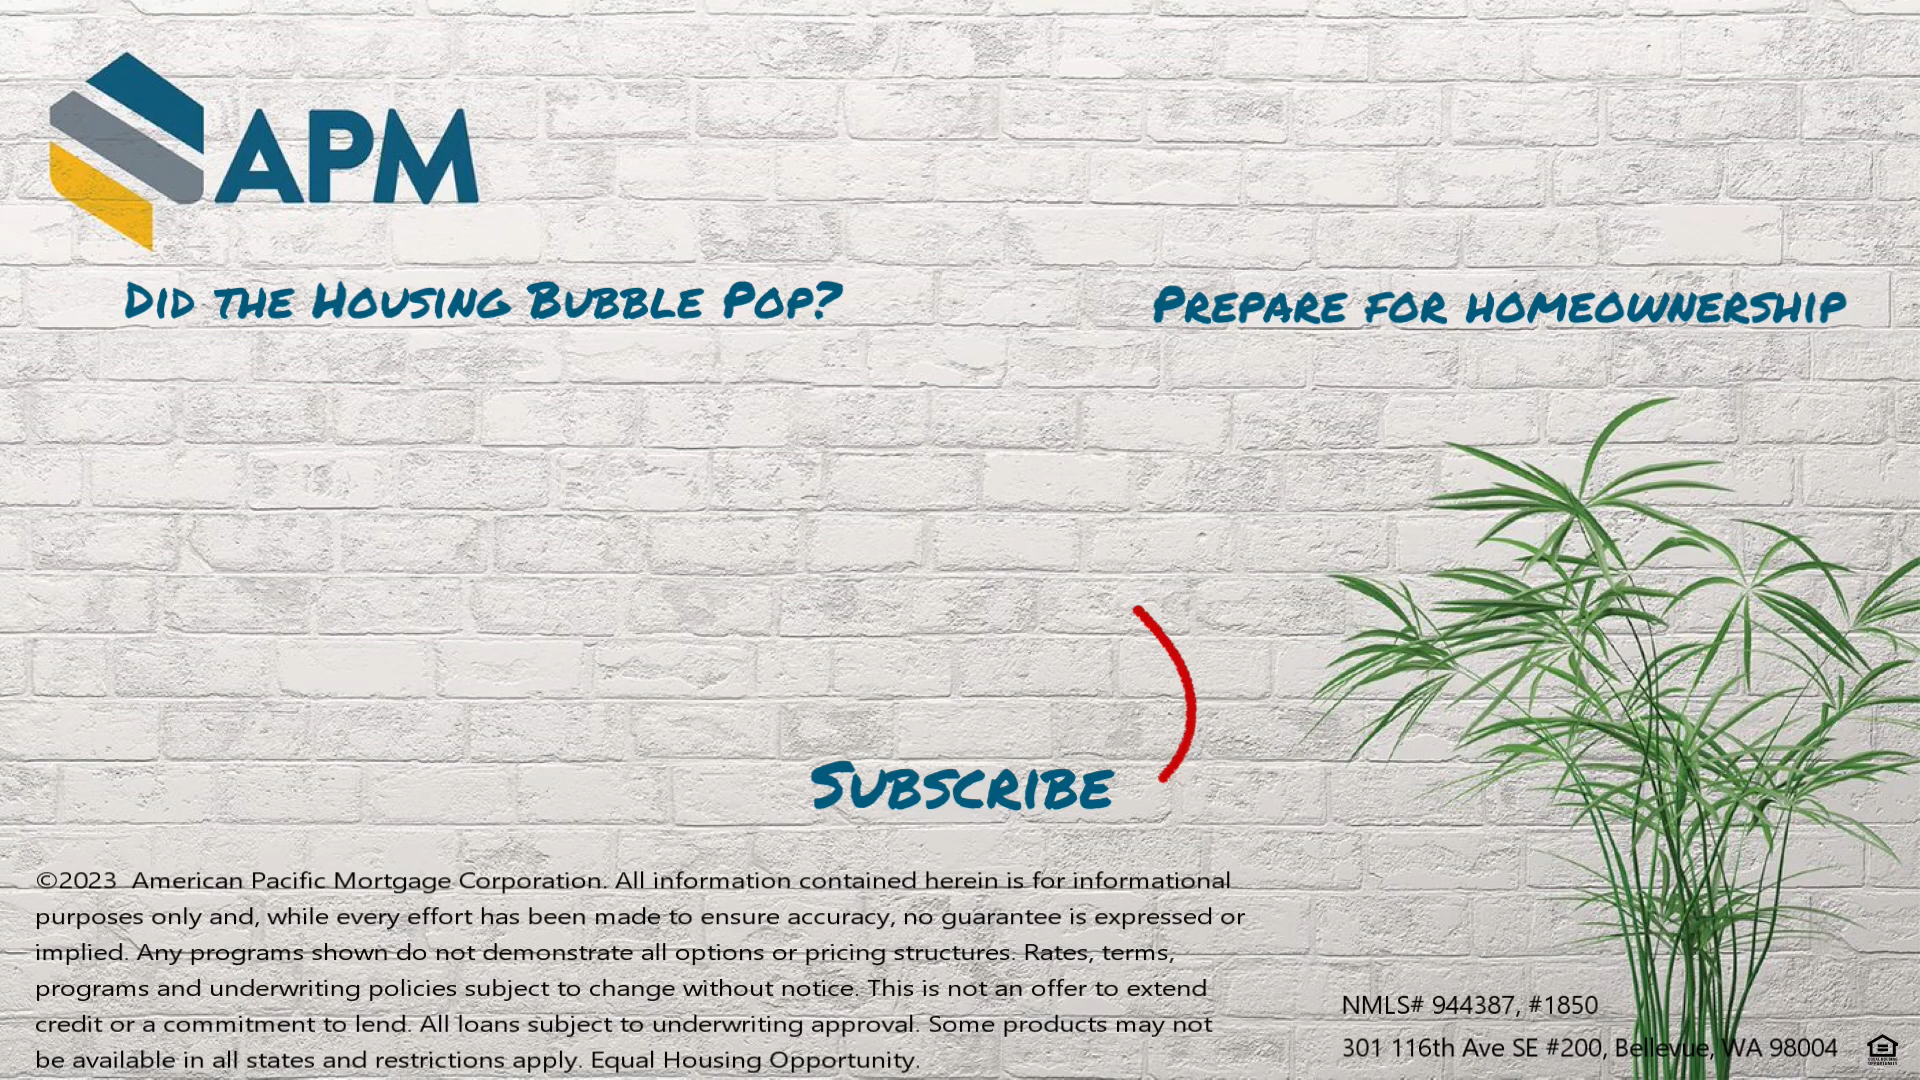 APM
Did the Housing Bubble Pop?
Prepare for homeownership
Subscribe
©2023 American Pacific Mortgage Corporation. All information contained herein is for informational
purposes only and, while every effort has been made to ensure accuracy, no guarantee is expressed or
implied. Any programs shown do not demonstrate all options or pricing structures. Rates, terms,
programs and underwriting policies subject to change without notice. This is not an offer to extend
credit or a commitment to lend. All loans subject to underwriting approval. Some products may not
be available in all states and restrictions apply. Equal Housing Opportunity.
NMLS# 944387, #1850
301 116th Ave SE #200, Bellevue, WA 98004
EQUAL HOUSING
OPPORTUNITY